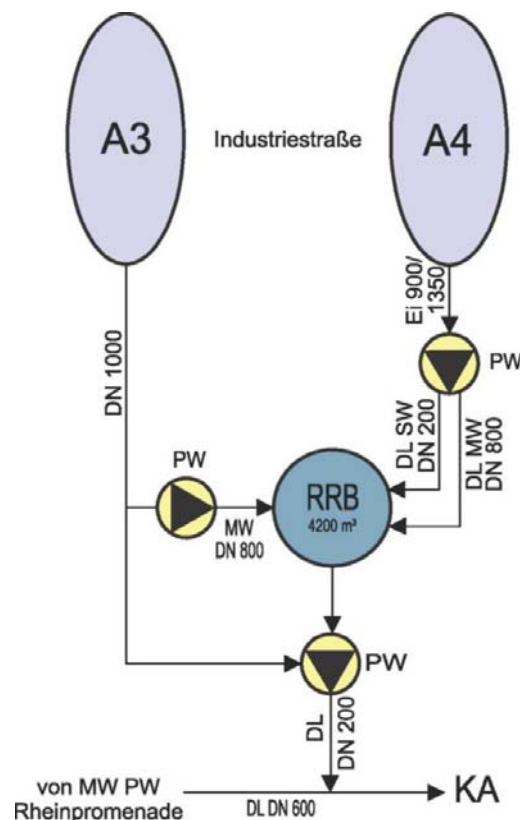 A3
Industriestraße
A4
Ei 900/
1350
DN 1000
PW
DL SW
DN 200
DL MW
DN 800
PW
MW
DN 800
RRB
4200 m³
PW
DL
DN 200
von MW PW
Rheinpromenade
DL DN 600
KA